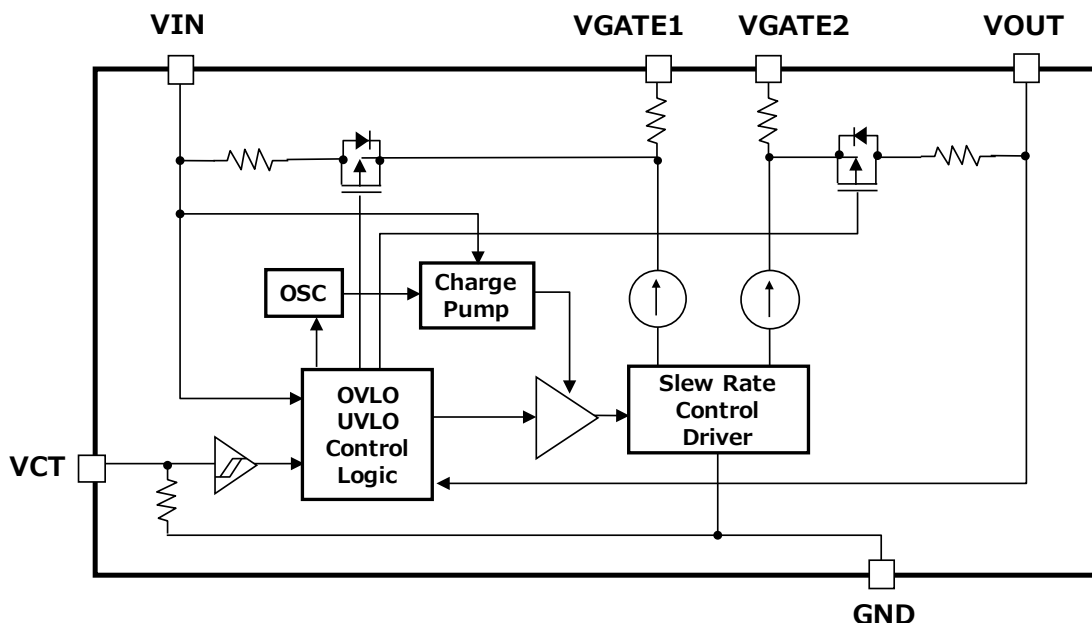 VIN
VGATE1
VGATE2
VOUT
OSC
Charge
Pump
OVLO
UVLO
Control
Logic
Slew Rate
Control
Driver
VCT
GND